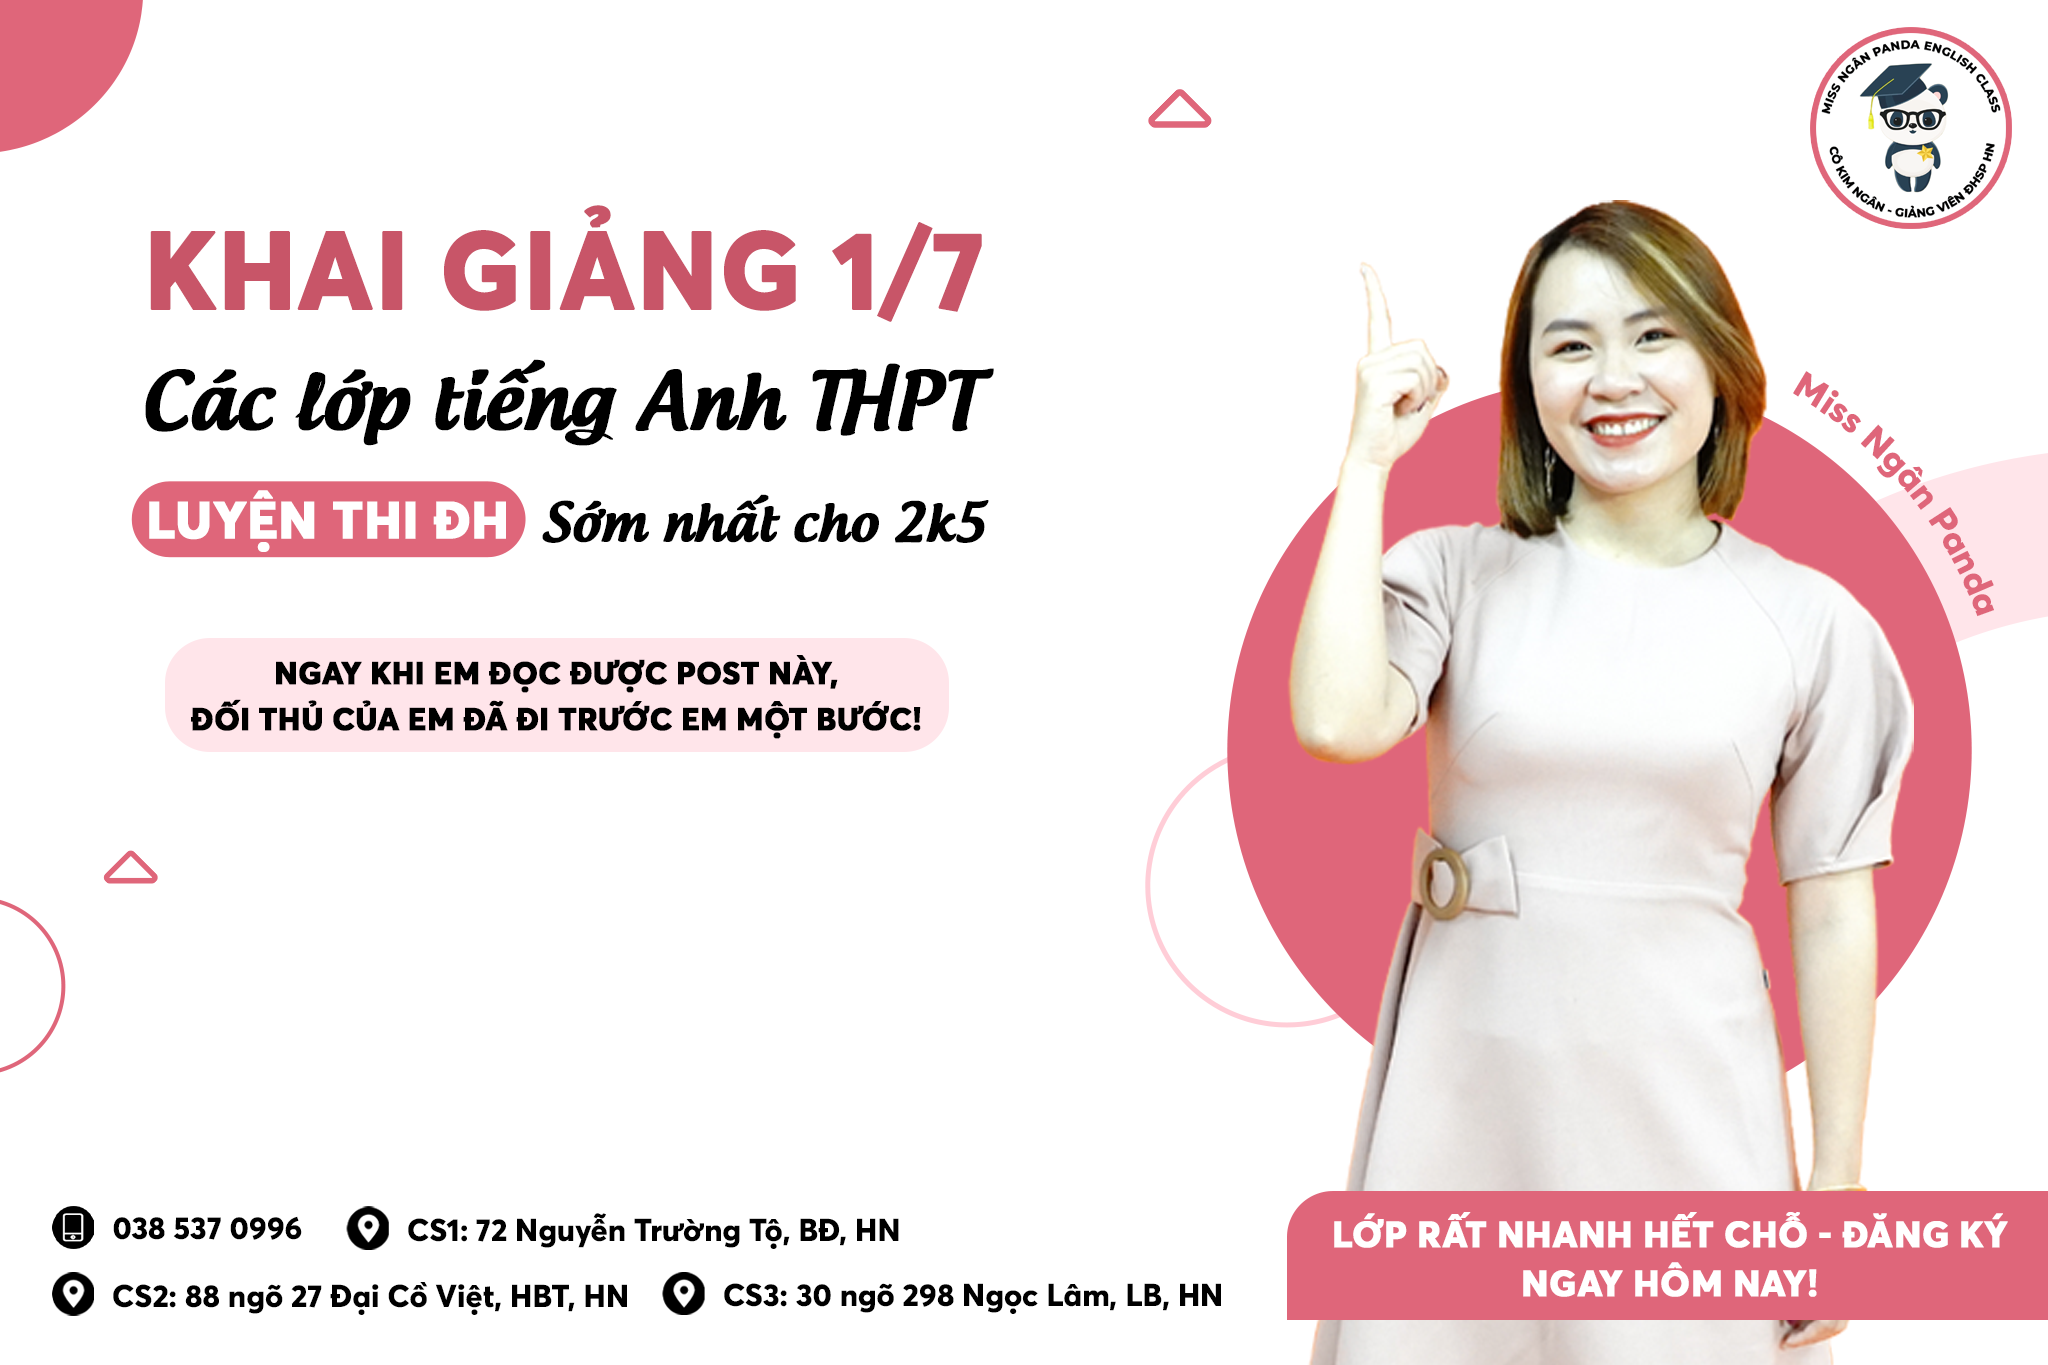 MISS NGÂN PANDA ENGLISH CLASS
CÔ KIM NGÂN - GIẢNG VIÊN ĐHSP HN
KHAI GIẢNG 1/7
Các lớp tiếng Anh THPT
LUYỆN THI ĐH Sớm nhất cho 2k5
Miss Ngân Panda
NGAY KHI EM ĐỌC ĐƯỢC POST NÀY,
ĐỐI THỦ CỦA EM ĐÃ ĐI TRƯỚC EM MỘT BƯỚC!
038 537 0996 CS1: 72 Nguyễn Trường Tộ, BĐ, HN
CS2: 88 ngõ 27 Đại Cồ Việt, HBT, HN CS3: 30 ngõ 298 Ngọc Lâm, LB, HN
LỚP RẤT NHANH HẾT CHỖ - ĐĂNG KÝ
NGAY HÔM NAY!